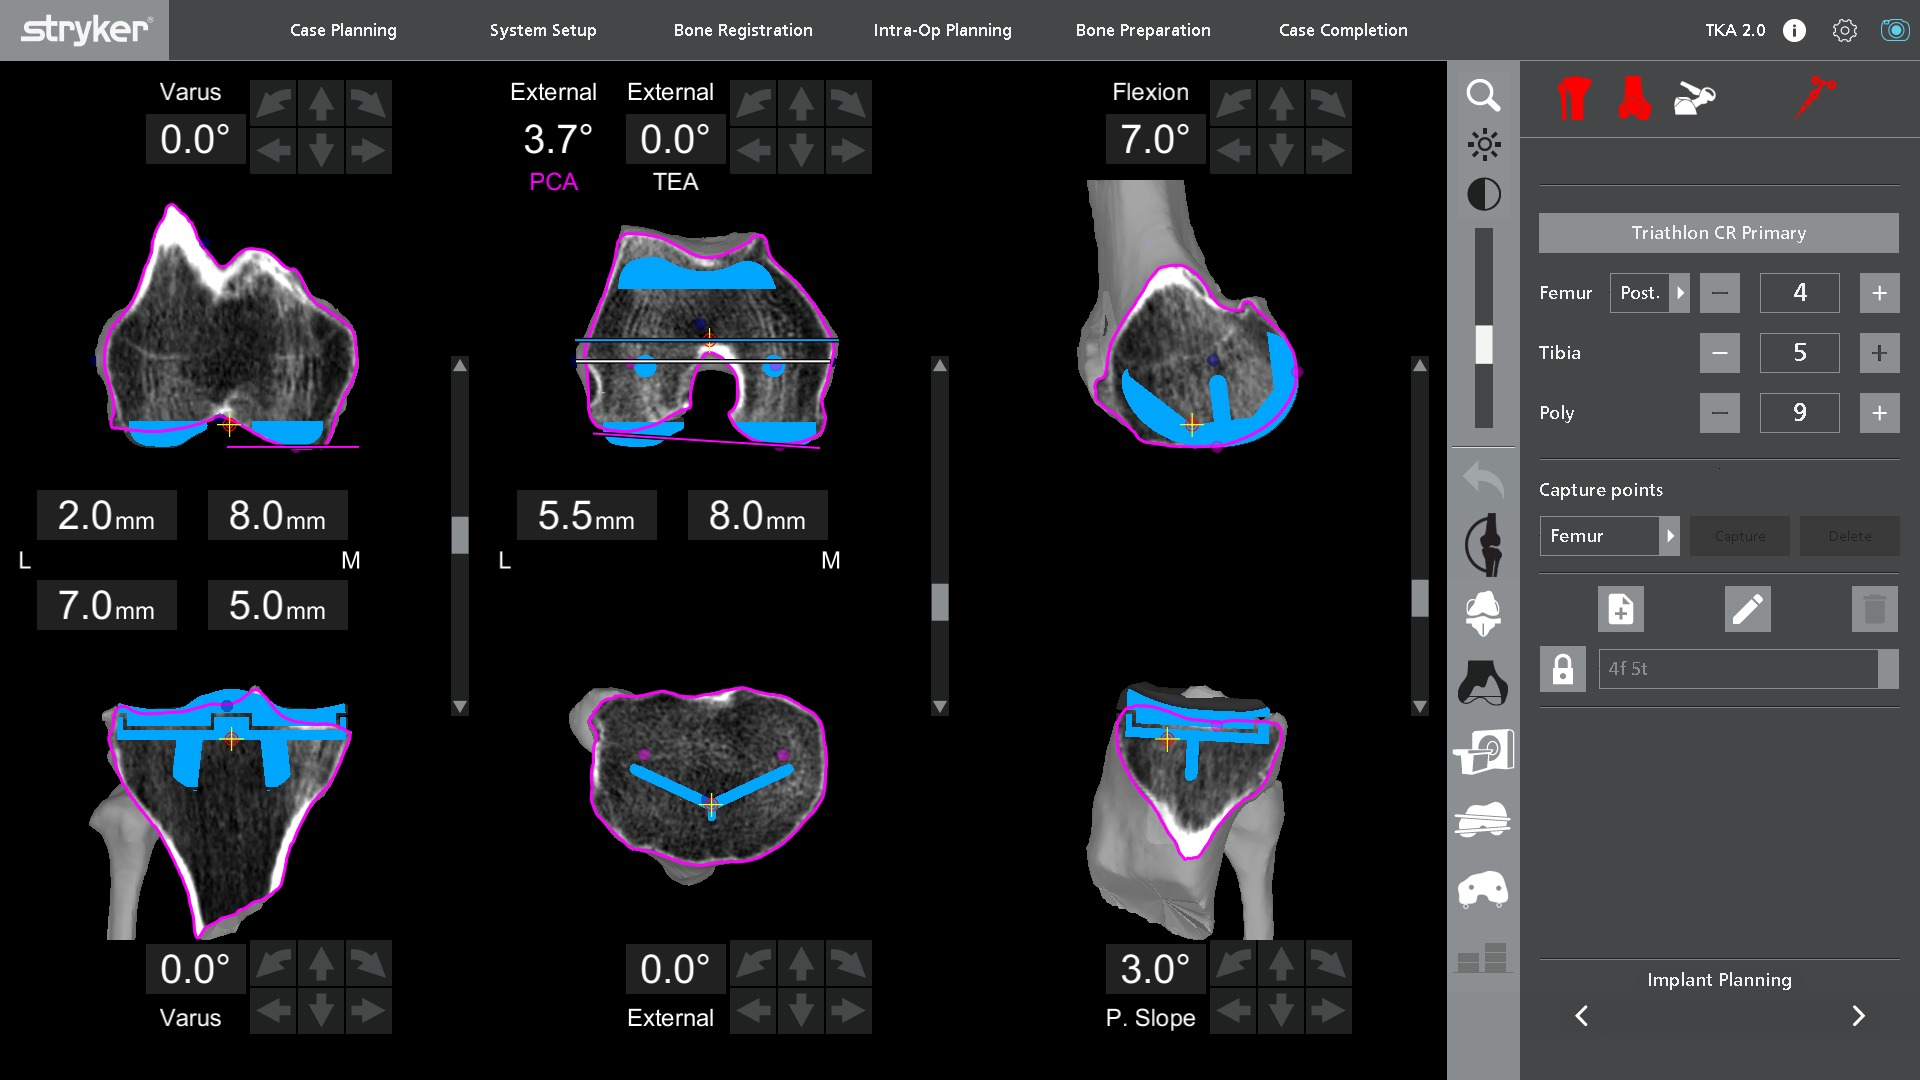 stryker®
Case Planning
System Setup
Bone Registration
Intra-Op Planning
Bone Preparation
Case Completion
TKA 2.0
Varus
0.0°
External
3.7°
PCA
External
0.0°
TEA
Flexion
7.0°
2.0mm
8.0mm
L
M
7.0mm
5.0mm
5.5mm
8.0mm
L
M
0.0°
Varus
0.0°
External
3.0°
P. Slope
Triathlon CR Primary
Femur Post. 4
Tibia 5
Poly 9
Capture points
Femur Capture Delete
4f 5t
Implant Planning